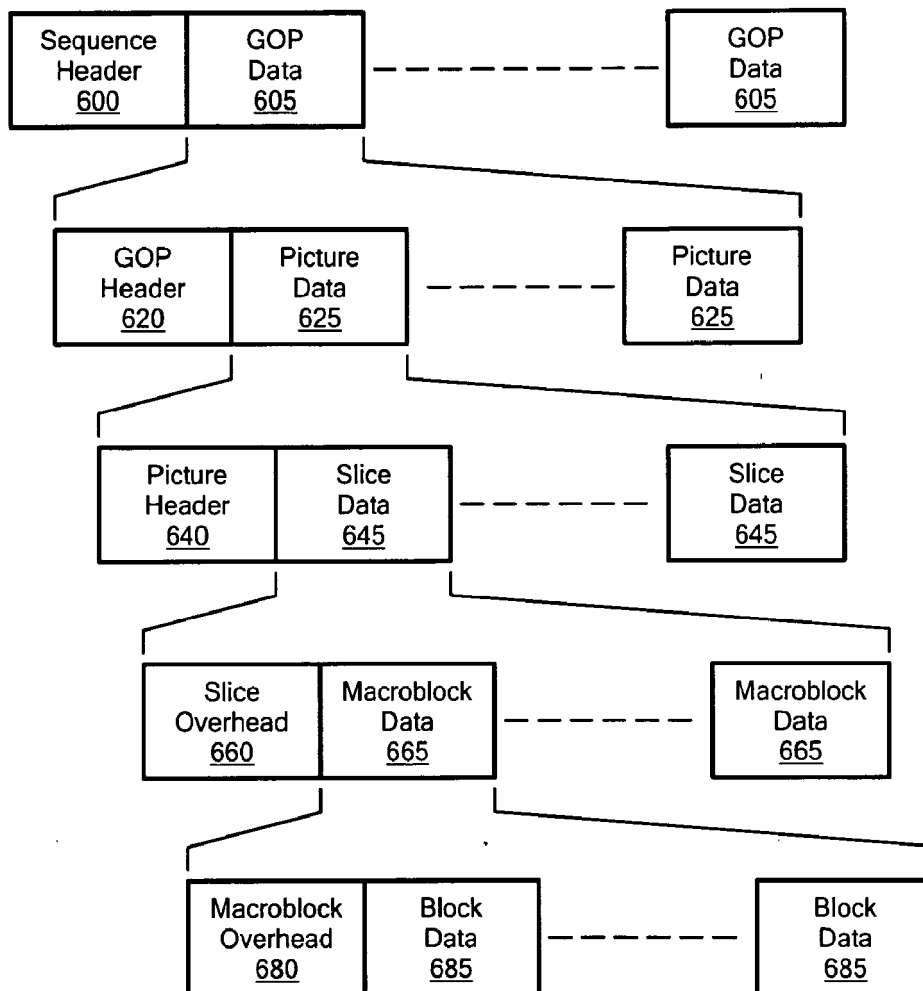 Sequence
Header
600
GOP
Data
605
GOP
Data
605
GOP
Header
620
Picture
Data
625
Picture
Data
625
Picture
Header
640
Slice
Data
645
Slice
Data
645
Slice
Overhead
660
Macroblock
Data
665
Macroblock
Data
665
Macroblock
Overhead
680
Block
Data
685
Block
Data
685